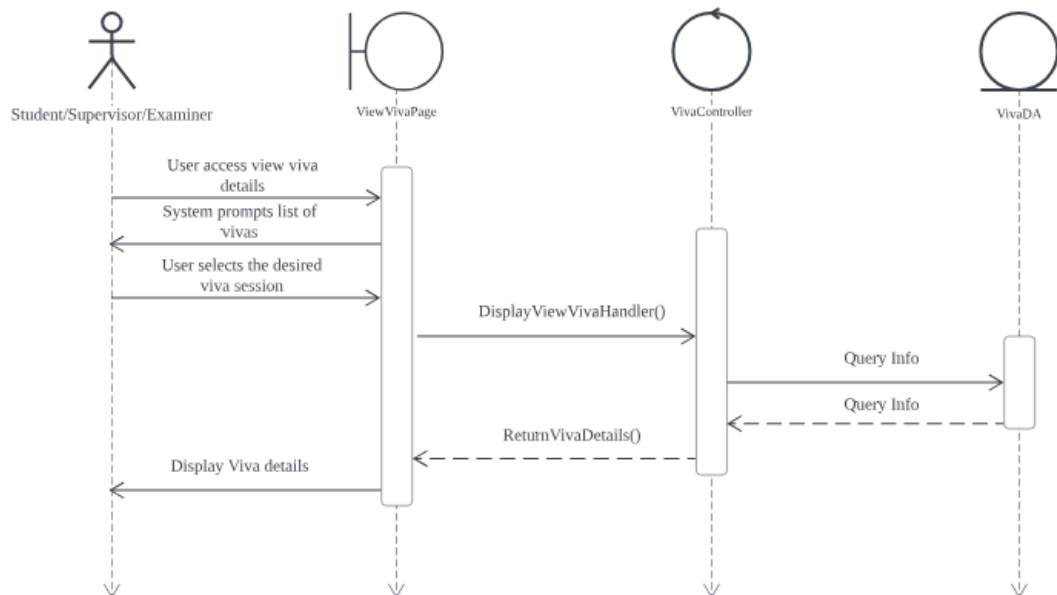 Student/Supervisor/Examiner
ViewVivaPage
VivaController
VivaDA
User access view viva
details
System prompts list of
vivas
User selects the desired
viva session
DisplayViewVivaHandler()
Query Info
Query Info
ReturnVivaDetails()
Display Viva details